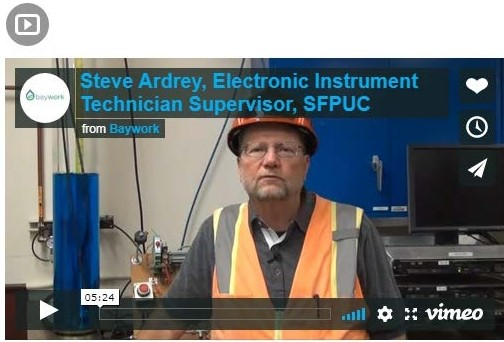 baywork
Steve Ardrey, Electronic Instrument
Technician Supervisor, SFPUC
from Baywork
05:24
vimeo